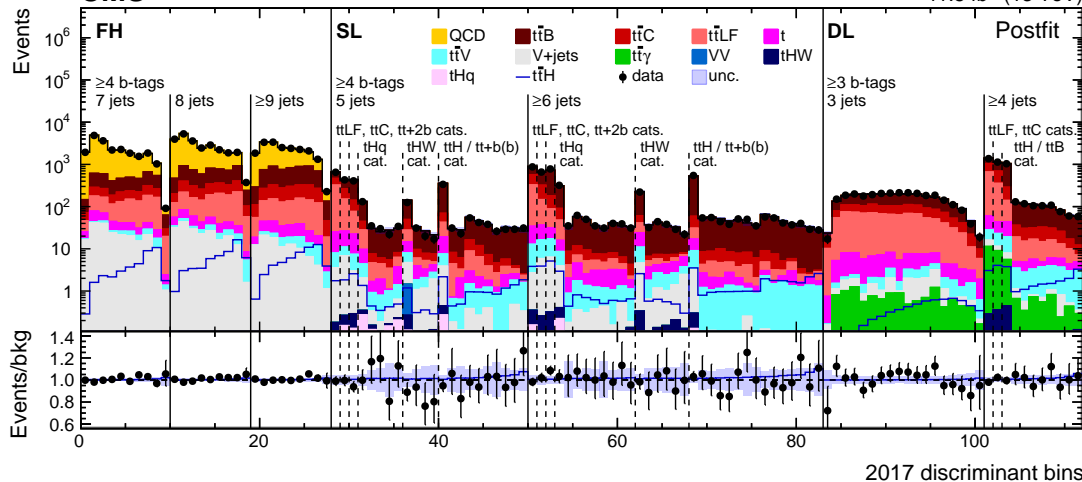 Events
10⁶
10⁵
10⁴
10³
10²
10
1
FH
SL
DL
Postfit
QCD
tt̄B
tt̄C
tt̄LF
t
tt̄V
V+jets
tt̄γ
VV
tHW
tHq
tt̄H
data
unc.
≥4 b-tags
7 jets
8 jets
≥9 jets
≥4 b-tags
5 jets
≥6 jets
≥3 b-tags
3 jets
≥4 jets
ttLF, ttC, tt+2b cats.
tHq
cat.
tHW
cat.
ttH / tt+b(b)
cat.
ttLF, ttC, tt+2b cats.
tHq
cat.
tHW
cat.
ttH / tt+b(b)
cat.
ttLF, ttC cats.
ttH / ttB
cat.
Events/bkg
1.4
1.2
1.0
0.8
0.6
0
20
40
60
80
100
2017 discriminant bins